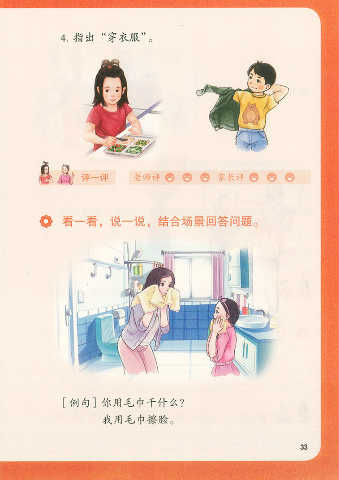 4. 指出“穿衣服”。
评一评 老师评 家长评
看一看，说一说，结合场景回答问题。
[例句] 你用毛巾干什么？
我用毛巾擦脸。
33